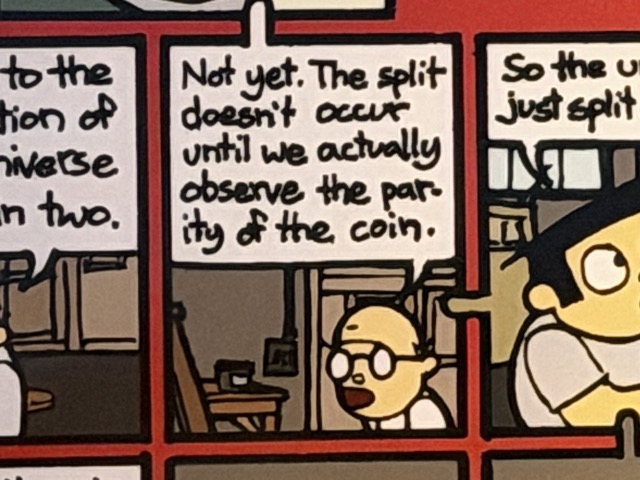 to the
tion of
niverse
in two.
Not yet. The split
doesn't occur
until we actually
observe the par-
ity of the coin.
So the u
just split